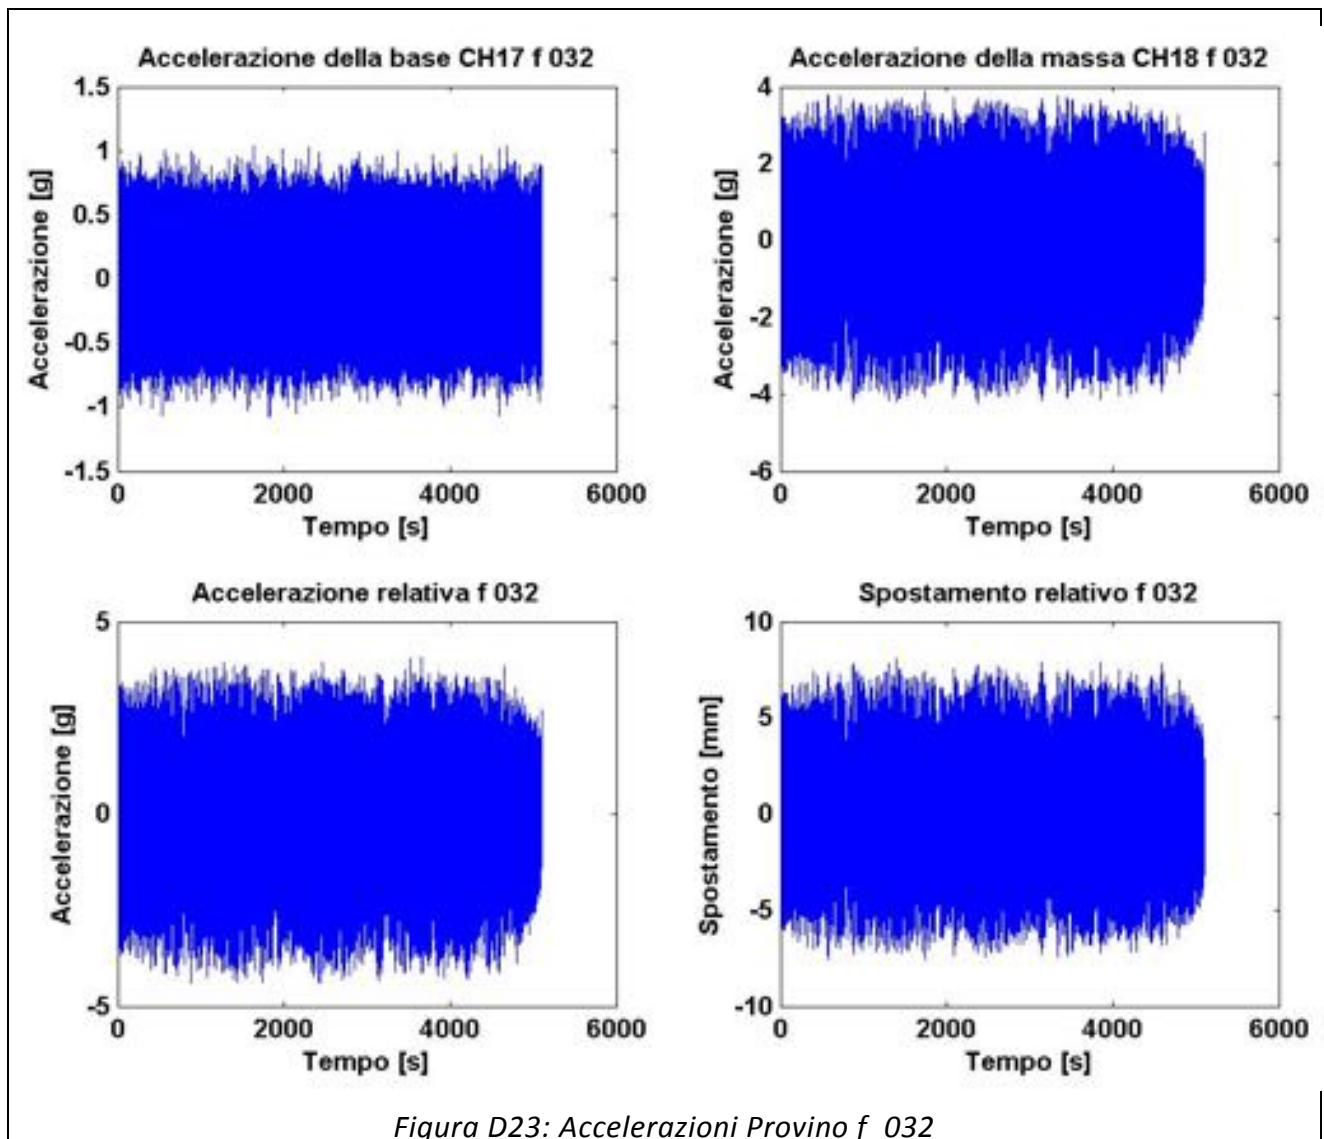 Accelerazione della base CH17 f 032
1.5
1
0.5
0
-0.5
-1
-1.5
Accelerazione [g]
0 2000 4000 6000
Tempo [s]
Accelerazione della massa CH18 f 032
4
2
0
-2
-4
-6
Accelerazione [g]
0 2000 4000 6000
Tempo [s]
Accelerazione relativa f 032
5
0
-5
Accelerazione [g]
0 2000 4000 6000
Tempo [s]
Spostamento relativo f 032
10
5
0
-5
-10
Spostamento [mm]
0 2000 4000 6000
Tempo [s]
Figura D23: Accelerazioni Provino f_032